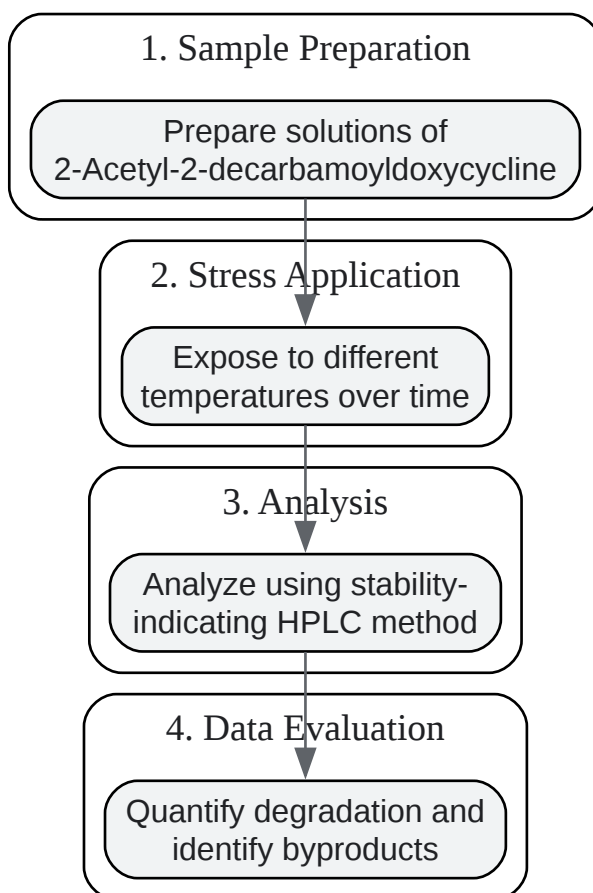 1. Sample Preparation
Prepare solutions of
2-Acetyl-2-decarbamoyldoxycycline
2. Stress Application
Expose to different
temperatures over time
3. Analysis
Analyze using stability-
indicating HPLC method
4. Data Evaluation
Quantify degradation and
identify byproducts